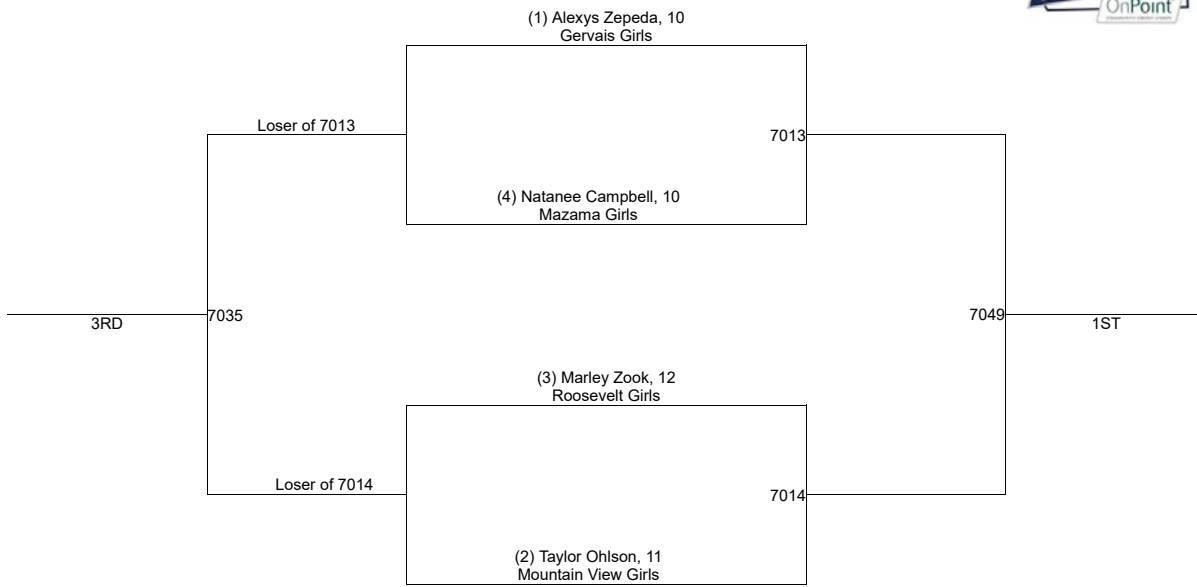 OnPoint
(1) Alexys Zepeda, 10
Gervais Girls
Loser of 7013
7013
(4) Natanee Campbell, 10
Mazama Girls
3RD
7035
7049
1ST
(3) Marley Zook, 12
Roosevelt Girls
Loser of 7014
7014
(2) Taylor Ohlson, 11
Mountain View Girls